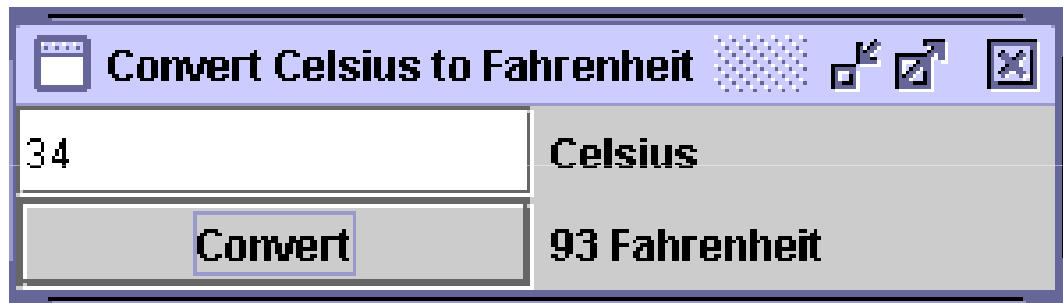 Convert Celsius to Fahrenheit
34 Celsius
Convert 93 Fahrenheit